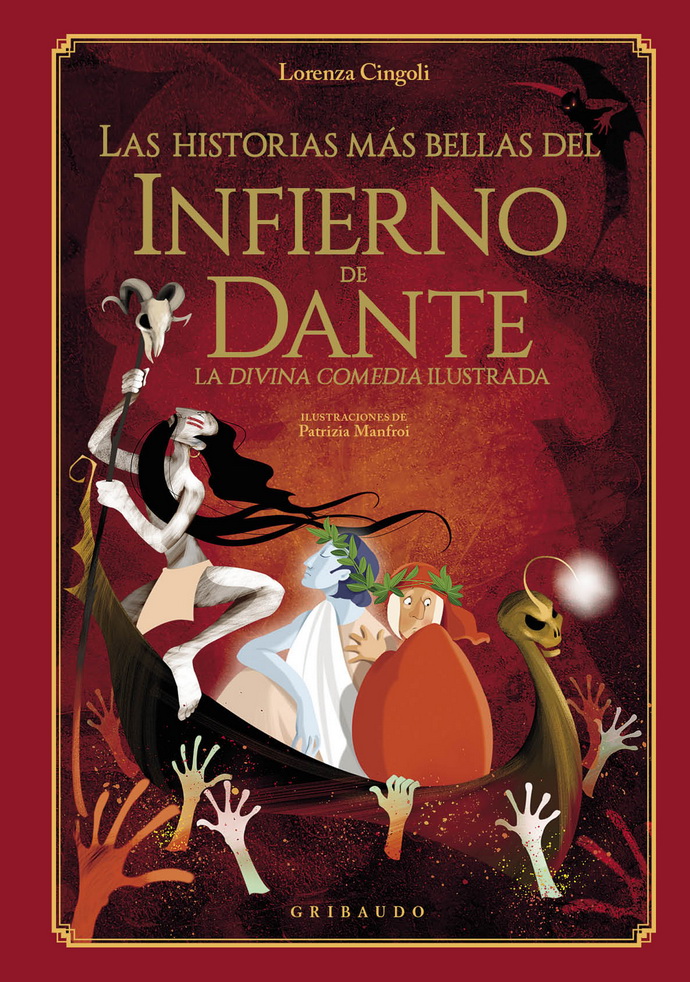 Lorenza Cingoli
LAS HISTORIAS MÁS BELLAS DEL
INFIERNO
DE
DANTE
LA DIVINA COMEDIA ILUSTRADA
ILUSTRACIONES DE
Patrizia Manfroi
GRIBAUDO